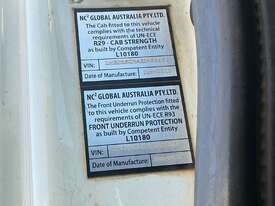 NC² GLOBAL AUSTRALIA PTY.LTD.
The Cab fitted to this vehicle
complies with the technical
requirements of UN-ECE
R29 - CAB STRENGTH
as built by Competent Entity
L10180
VIN:
Date of Manufacture:
NC² GLOBAL AUSTRALIA PTY.LTD.
The Front Underrun Protection fitted
to this vehicle complies with the
requirements of UN-ECE R93
FRONT UNDERRUN PROTECTION
as built by Competent Entity
L10180
VIN:
Date of Manufacture: